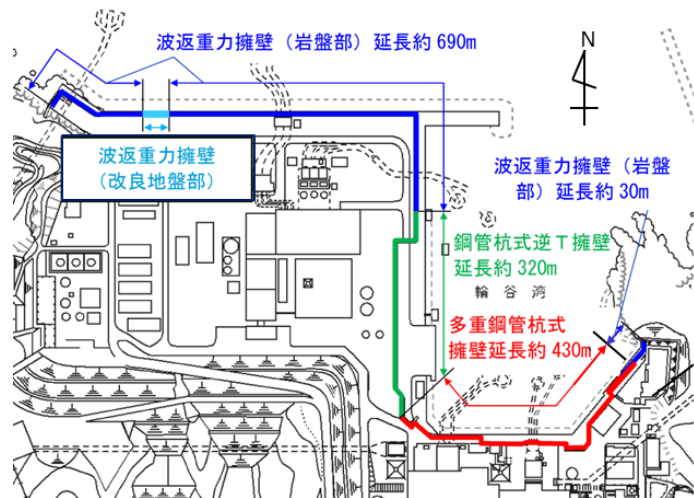 波返重力擁壁（岩盤部）延長約 690m
N
波返重力擁壁
（改良地盤部）
波返重力擁壁（岩盤
部）延長約 30m
鋼管杭式逆Ｔ擁壁
延長約 320m
輪谷湾
多重鋼管杭式
擁壁延長約 430m